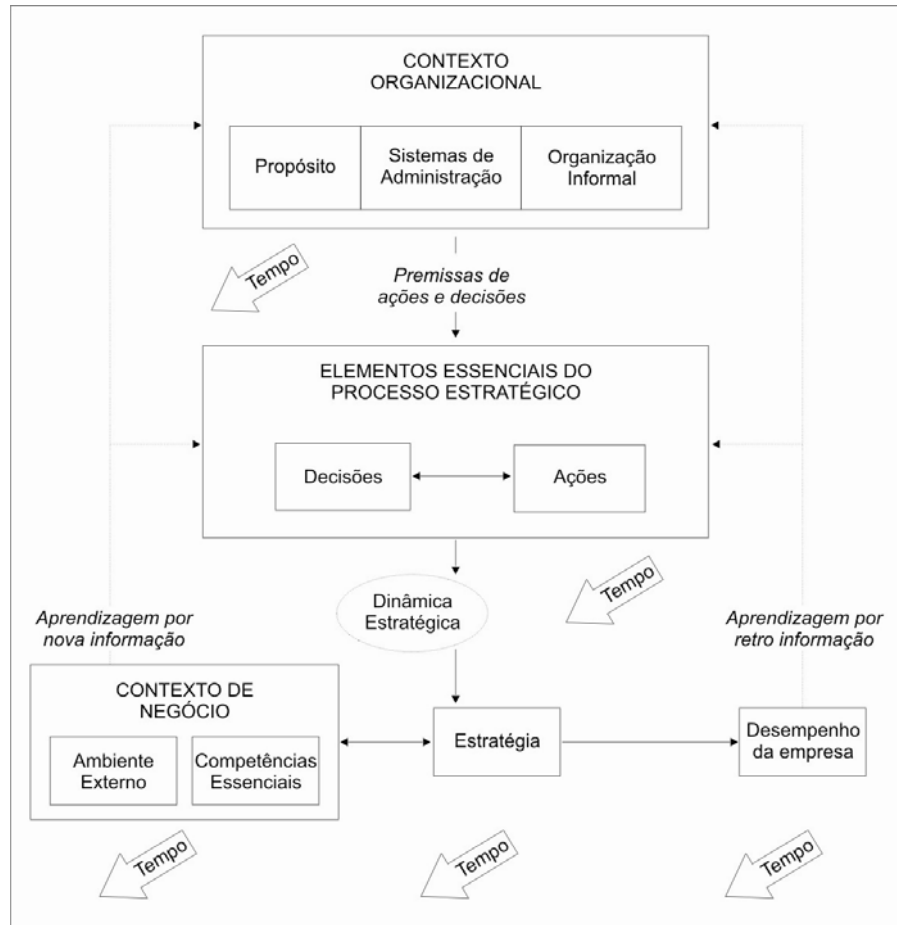 CONTEXTO
ORGANIZACIONAL
Propósito
Sistemas de
Administração
Organização
Informal
Tempo
Premissas de
ações e decisões
ELEMENTOS ESSENCIAIS DO
PROCESSO ESTRATÉGICO
Decisões
Ações
Dinâmica
Estratégica
Tempo
Aprendizagem por
nova informação
Aprendizagem por
retro informação
CONTEXTO DE
NEGÓCIO
Ambiente
Externo
Competências
Essenciais
Estratégia
Desempenho
da empresa
Tempo
Tempo
Tempo